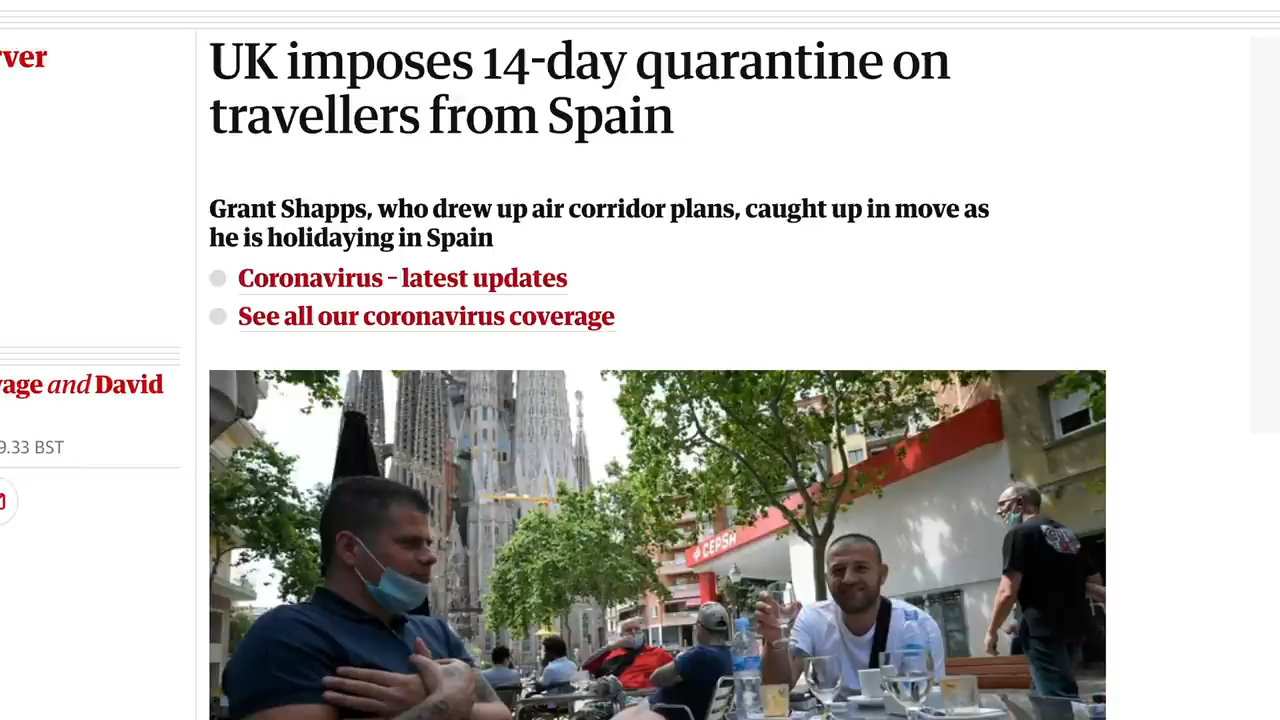 rver
UK imposes 14-day quarantine on
travellers from Spain
Grant Shapps, who drew up air corridor plans, caught up in move as
he is holidaying in Spain
Coronavirus – latest updates
See all our coronavirus coverage
vage and David
9.33 BST
CEPSA